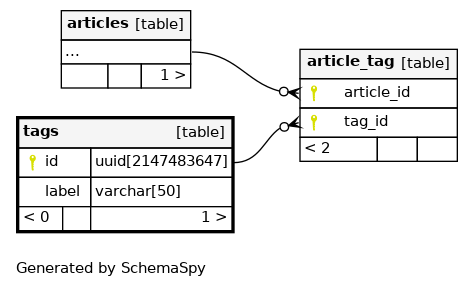 articles [table]
...
1 >
article_tag [table]
article_id
tag_id
< 2
tags [table]
id uuid[2147483647]
label varchar[50]
< 0 1 >
Generated by SchemaSpy